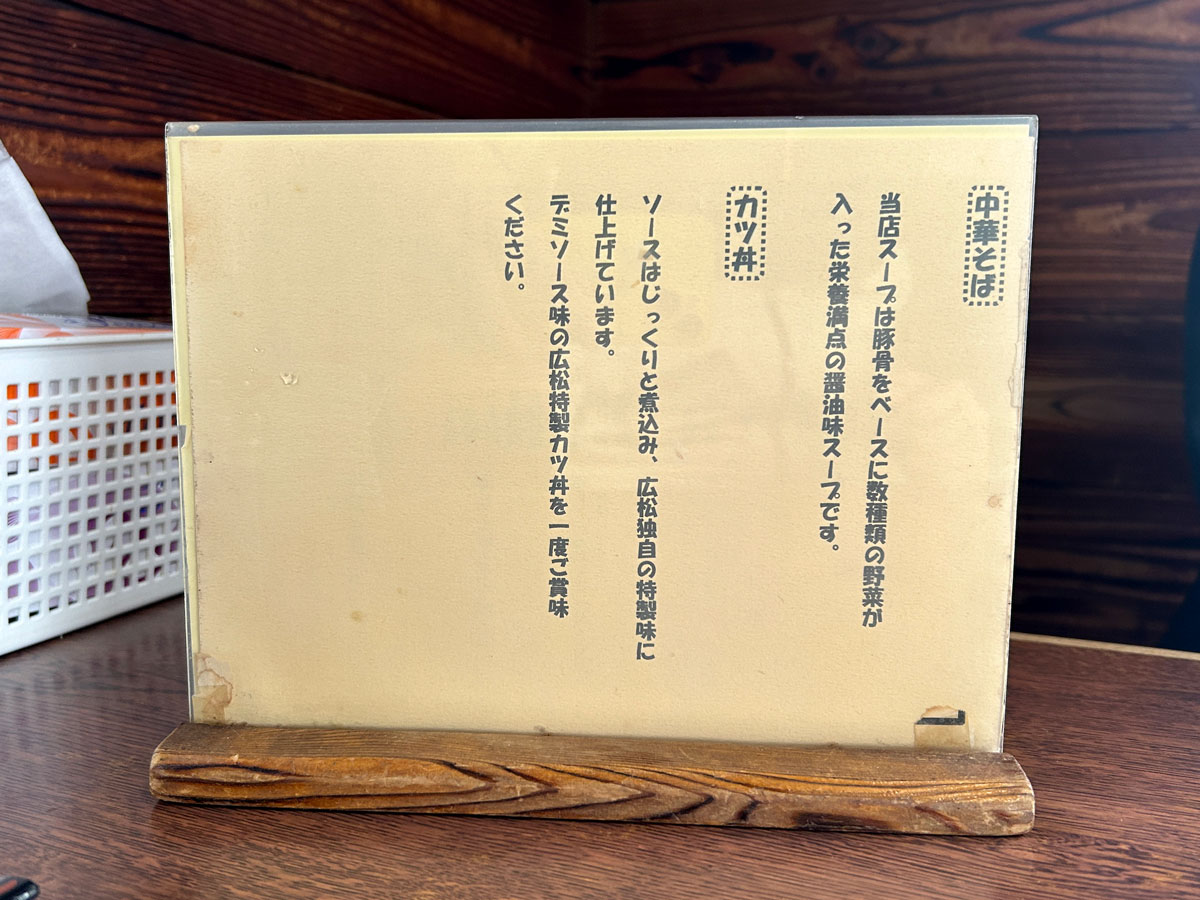 中華そば
当店スープは豚骨をベースに数種類の野菜が
入った栄養満点の醤油味スープです。
カツ丼
ソースはじっくりと煮込み、広松独自の特製味に
仕上げています。
デミソース味の広松特製カツ丼を一度ご賞味
ください。